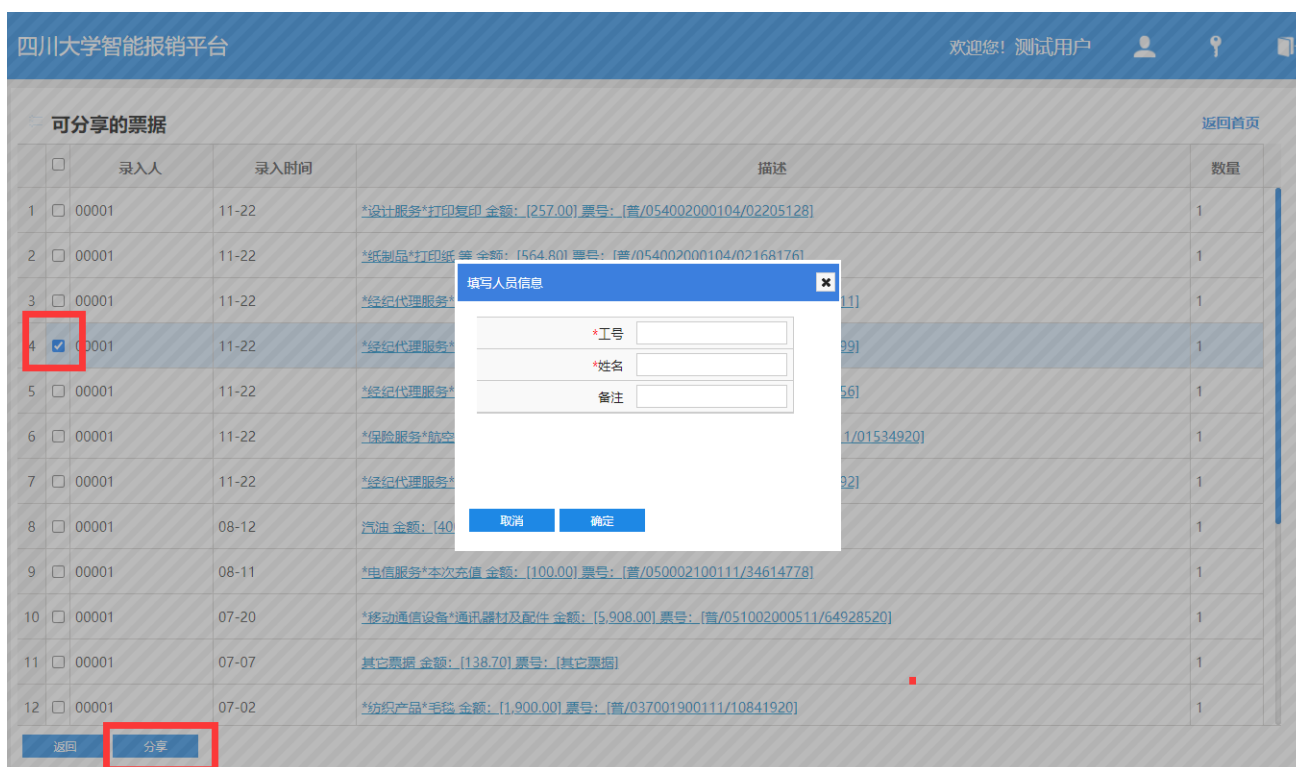 四川大学智能报销平台 欢迎您！测试用户
可分享的票据 返回首页
录入人 录入时间 描述 数量
1 00001 11-22 *设计服务*打印复印 金额：[257.00] 票号：[普/054002000104/02205128] 1
2 00001 11-22 *纸制品*打印纸 等 金额：[564.80] 票号：[普/054002000104/02168176] 1
3 00001 11-22 *经纪代理服务* 11] 1
4 00001 11-22 *经纪代理服务* 99] 1
5 00001 11-22 *经纪代理服务* 56] 1
6 00001 11-22 *保险服务*航空 1/01534920] 1
7 00001 11-22 *经纪代理服务* 92] 1
8 00001 08-12 汽油 金额：[40 1
9 00001 08-11 *电信服务*本次充值 金额：[100.00] 票号：[普/050002100111/34614778] 1
10 00001 07-20 *移动通信设备*通讯器材及配件 金额：[5,908.00] 票号：[普/051002000511/64928520] 1
11 00001 07-07 其它票据 金额：[138.70] 票号：[其它票据] 1
12 00001 07-02 *纺织产品*毛毯 金额：[1,900.00] 票号：[普/037001900111/10841920] 1
返回 分享
填写人员信息
*工号
*姓名
备注
取消 确定